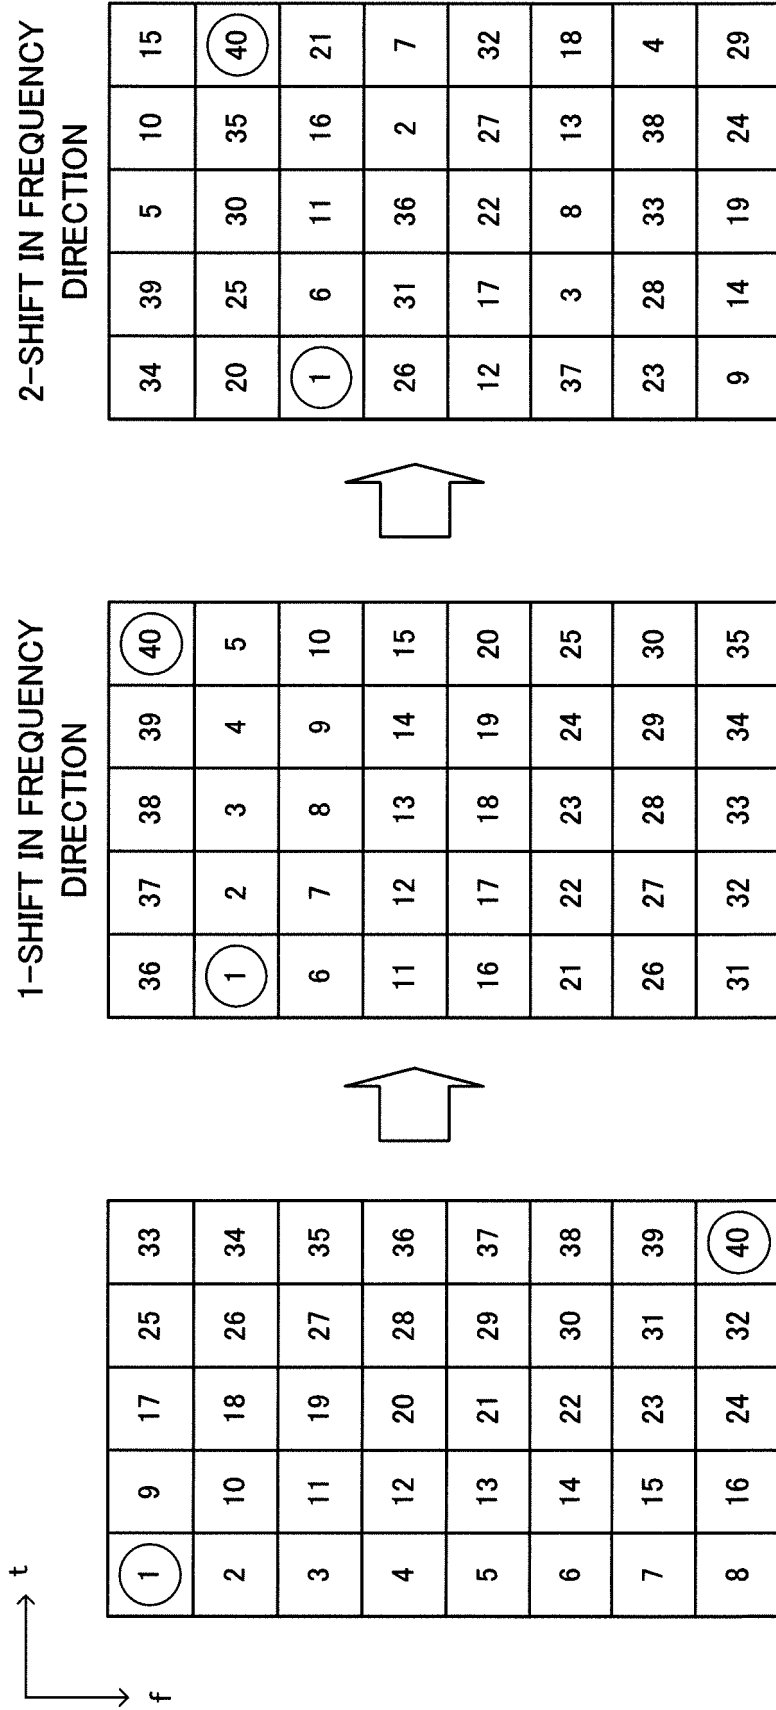 t
f
1 9 17 25 33
2 10 18 26 34
3 11 19 27 35
4 12 20 28 36
5 13 21 29 37
6 14 22 30 38
7 15 23 31 39
8 16 24 32 40
1-SHIFT IN FREQUENCY
DIRECTION
36 37 38 39 40
1 2 3 4 5
6 7 8 9 10
11 12 13 14 15
16 17 18 19 20
21 22 23 24 25
26 27 28 29 30
31 32 33 34 35
2-SHIFT IN FREQUENCY
DIRECTION
34 39 5 10 15
20 25 30 35 40
1 6 11 16 21
26 31 36 2 7
12 17 22 27 32
37 3 8 13 18
23 28 33 38 4
9 14 19 24 29